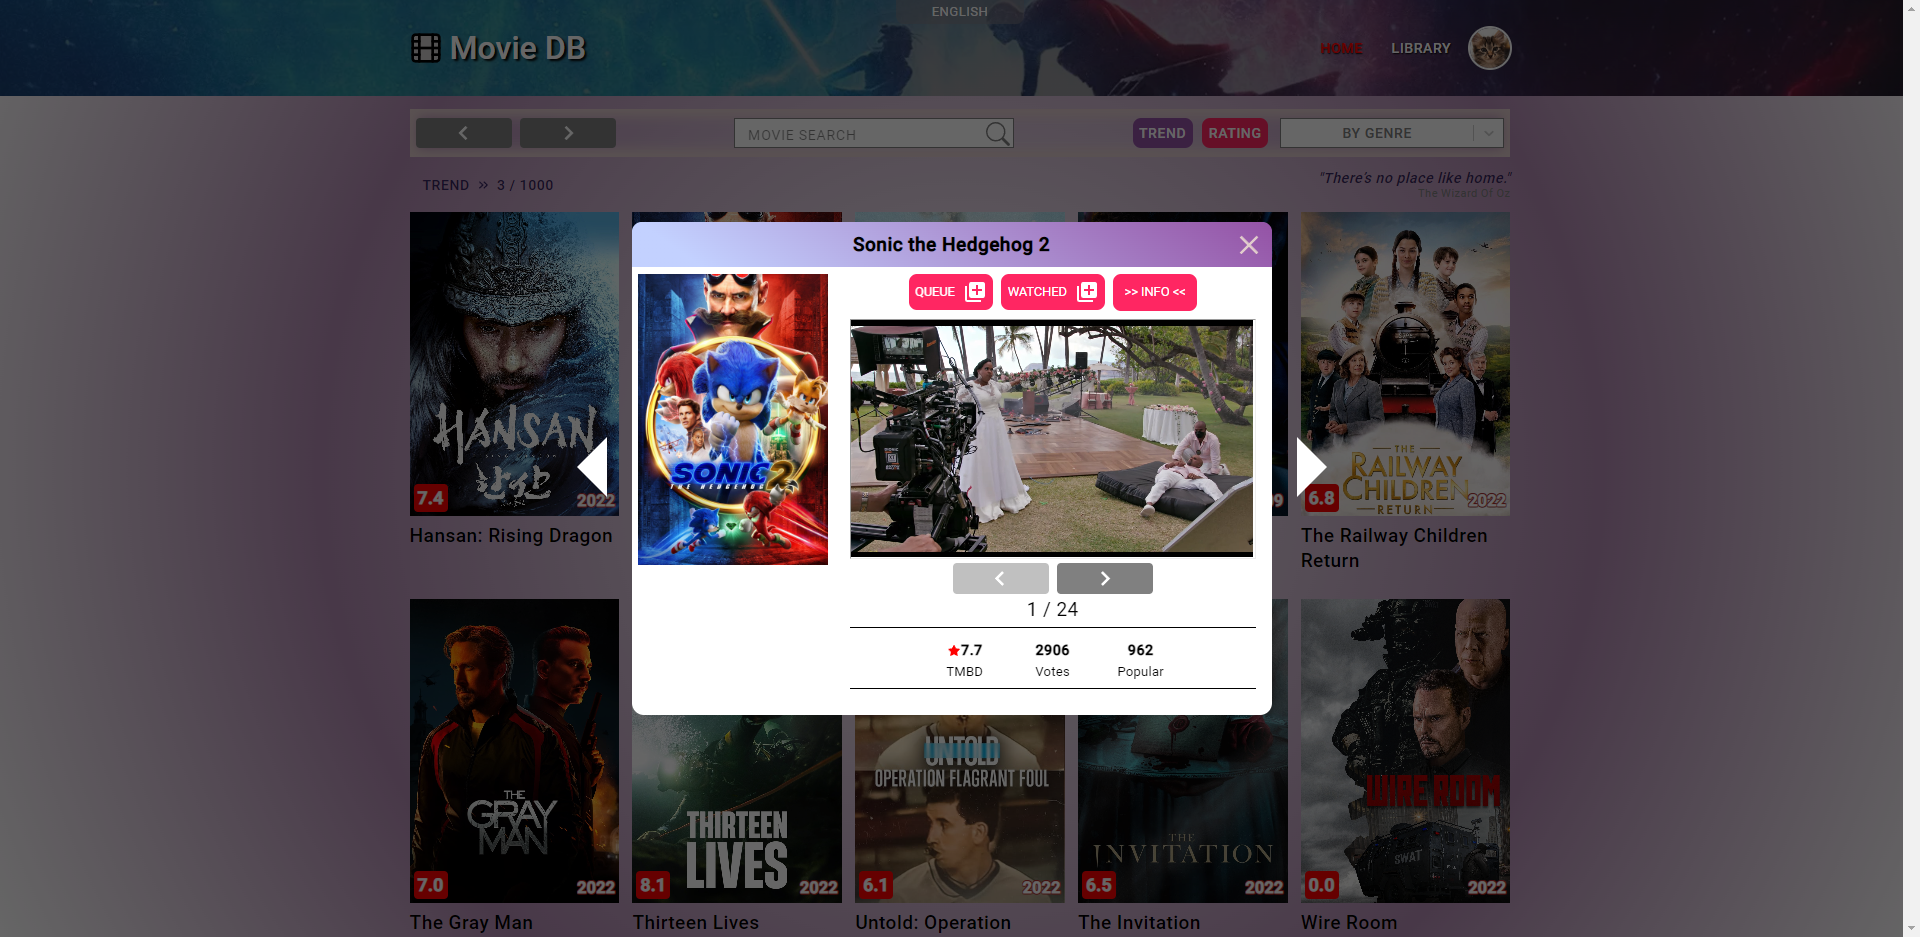 ENGLISH
Movie DB
HOME
LIBRARY
MOVIE SEARCH
TREND
RATING
BY GENRE
TREND » 3 / 1000
"There's no place like home."
The Wizard Of Oz
HANSAN
한산
7.4
2022
Hansan: Rising Dragon
Sonic the Hedgehog 2
QUEUE
WATCHED
>> INFO <<
SONIC 2
THE HEDGEHOG
1 / 24
7.7
2906
962
TMBD
Votes
Popular
9
THE
RAILWAY
CHILDREN
RETURN
6.8
2022
The Railway Children
Return
THE
GRAY
MAN
7.0
2022
The Gray Man
THIRTEEN
LIVES
8.1
2022
Thirteen Lives
UNTOLD
OPERATION FLAGRANT FOUL
6.1
2022
Untold: Operation
THE
INVITATION
6.5
2022
The Invitation
WIRE ROOM
SWAT
0.0
2022
Wire Room